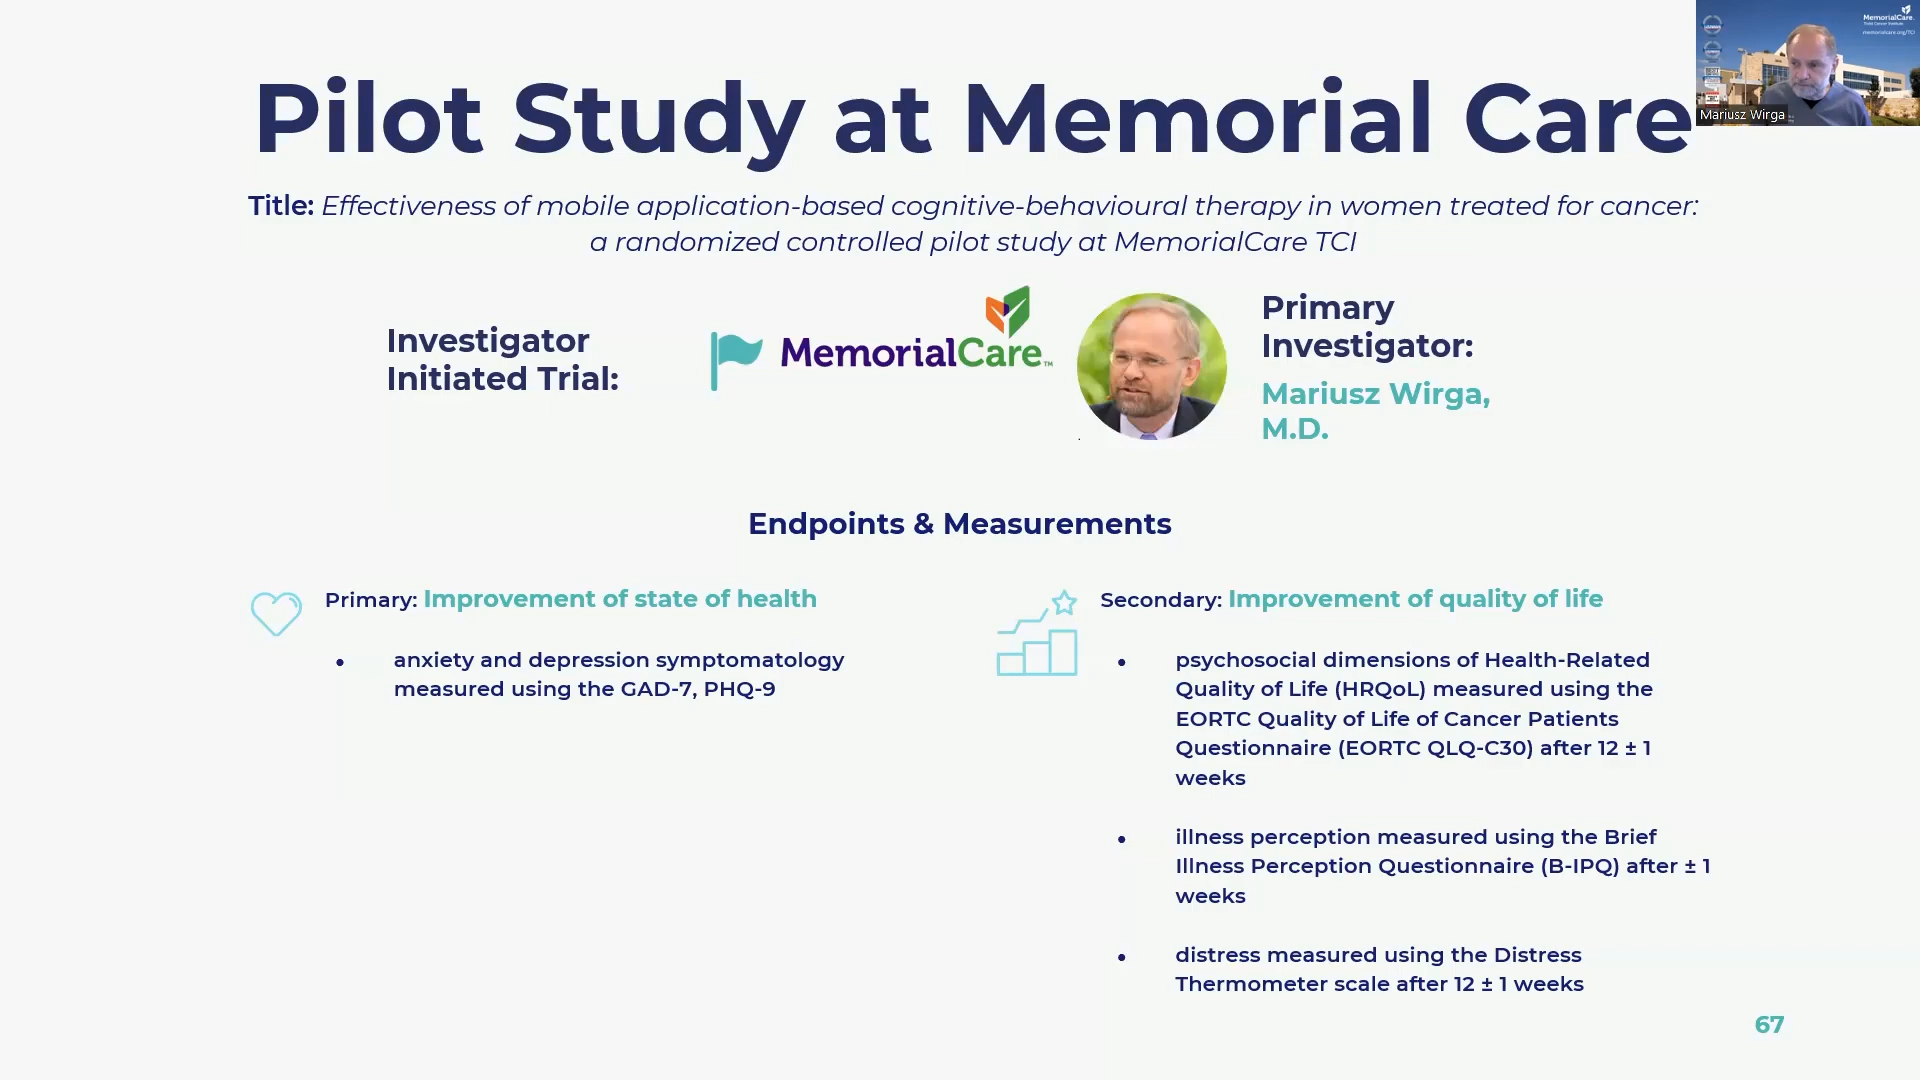 Pilot Study at Memorial Care
MemorialCare
memorialcare.org/TCI
Mariusz Wirga
Title: Effectiveness of mobile application-based cognitive-behavioural therapy in women treated for cancer:
a randomized controlled pilot study at MemorialCare TCI
Investigator
Initiated Trial:
MemorialCare™
Primary
Investigator:
Mariusz Wirga,
M.D.
Endpoints & Measurements
Primary: Improvement of state of health
• anxiety and depression symptomatology
measured using the GAD-7, PHQ-9
Secondary: Improvement of quality of life
• psychosocial dimensions of Health-Related
Quality of Life (HRQoL) measured using the
EORTC Quality of Life of Cancer Patients
Questionnaire (EORTC QLQ-C30) after 12 ± 1
weeks
• illness perception measured using the Brief
Illness Perception Questionnaire (B-IPQ) after ± 1
weeks
• distress measured using the Distress
Thermometer scale after 12 ± 1 weeks
67